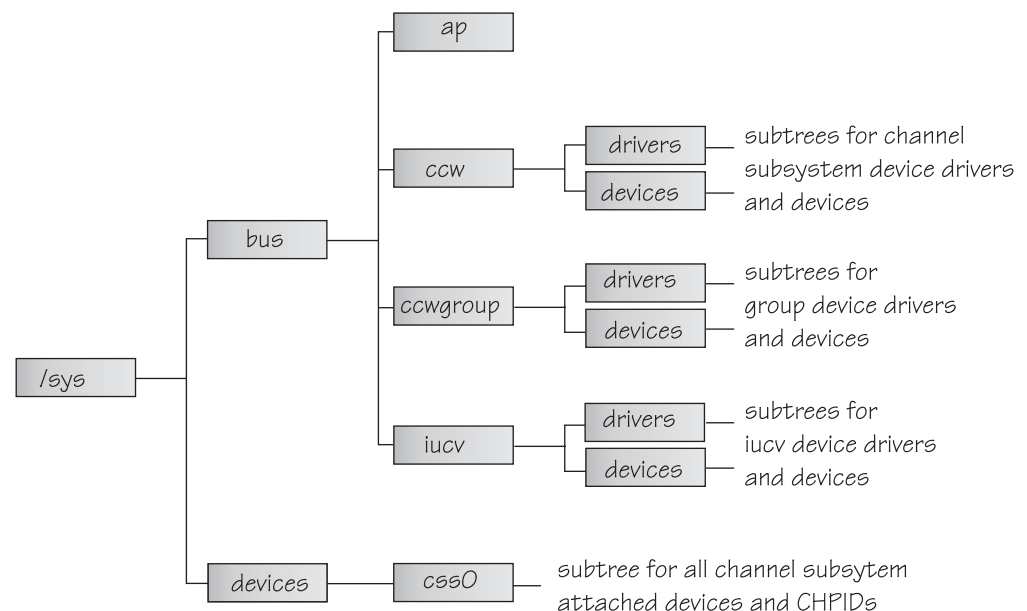 ap
drivers
subtrees for channel
subsystem device drivers
and devices
ccw
devices
bus
drivers
subtrees for
group device drivers
and devices
ccwgroup
devices
/sys
drivers
subtrees for
iucv device drivers
and devices
iucv
devices
devices
css0
subtree for all channel subsytem
attached devices and CHPIDs